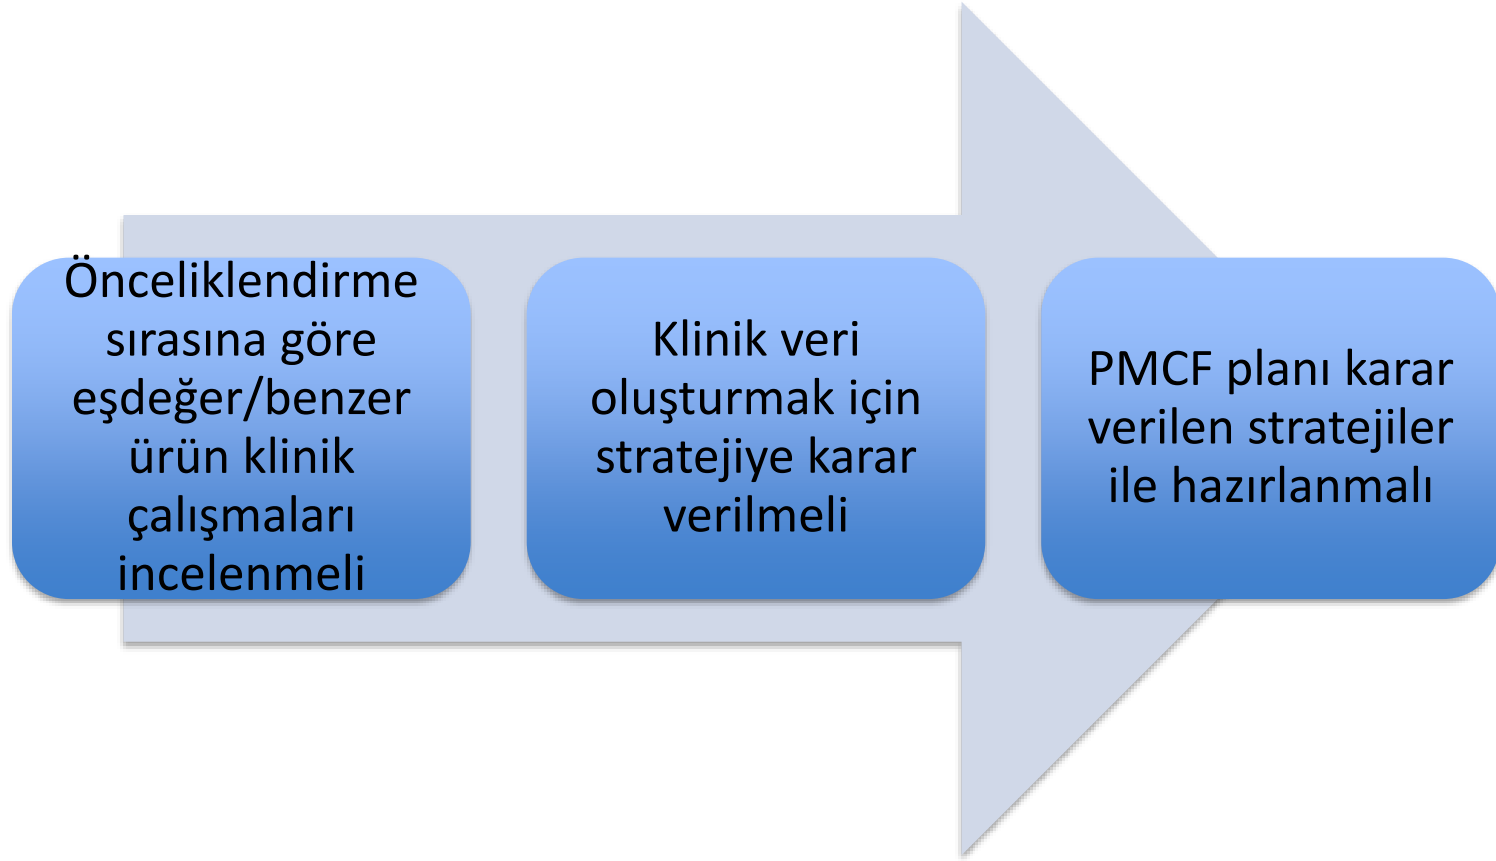 Önceliklendirme
sırasına göre
eşdeğer/benzer
ürün klinik
çalışmaları
incelenmeli
Klinik veri
oluşturmak için
stratejiye karar
verilmeli
PMCF planı karar
verilen stratejiler
ile hazırlanmalı